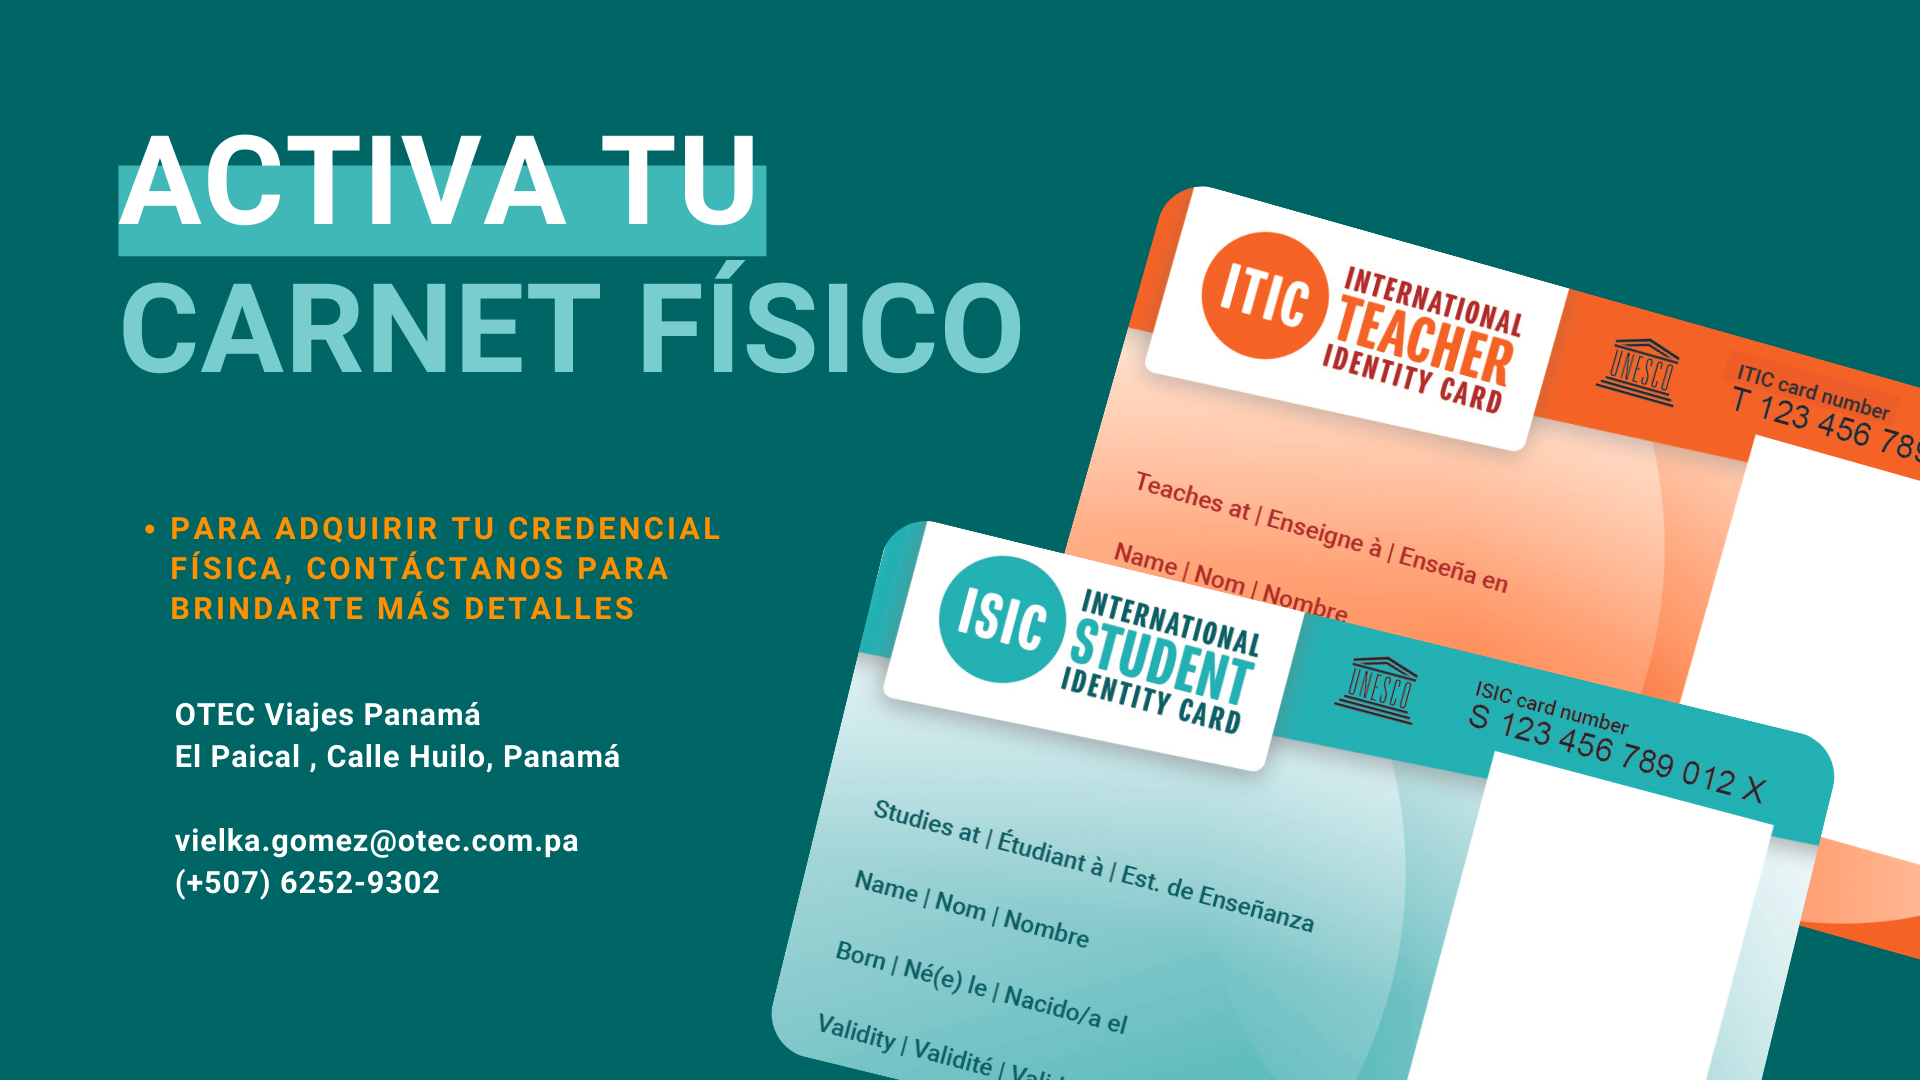 ACTIVA TU
CARNET FÍSICO
• PARA ADQUIRIR TU CREDENCIAL
FÍSICA, CONTÁCTANOS PARA
BRINDARTE MÁS DETALLES
OTEC Viajes Panamá
El Paical , Calle Huilo, Panamá
vielka.gomez@otec.com.pa
(+507) 6252-9302
ITIC
INTERNATIONAL
TEACHER
IDENTITY CARD
UNESCO
ITIC card number
T 123 456 789
Teaches at | Enseigne à | Enseña en
Name | Nom | Nombre
ISIC
INTERNATIONAL
STUDENT
IDENTITY CARD
UNESCO
ISIC card number
S 123 456 789 012 X
Studies at | Étudiant à | Est. de Enseñanza
Name | Nom | Nombre
Born | Né(e) le | Nacido/a el
Validity | Validité |